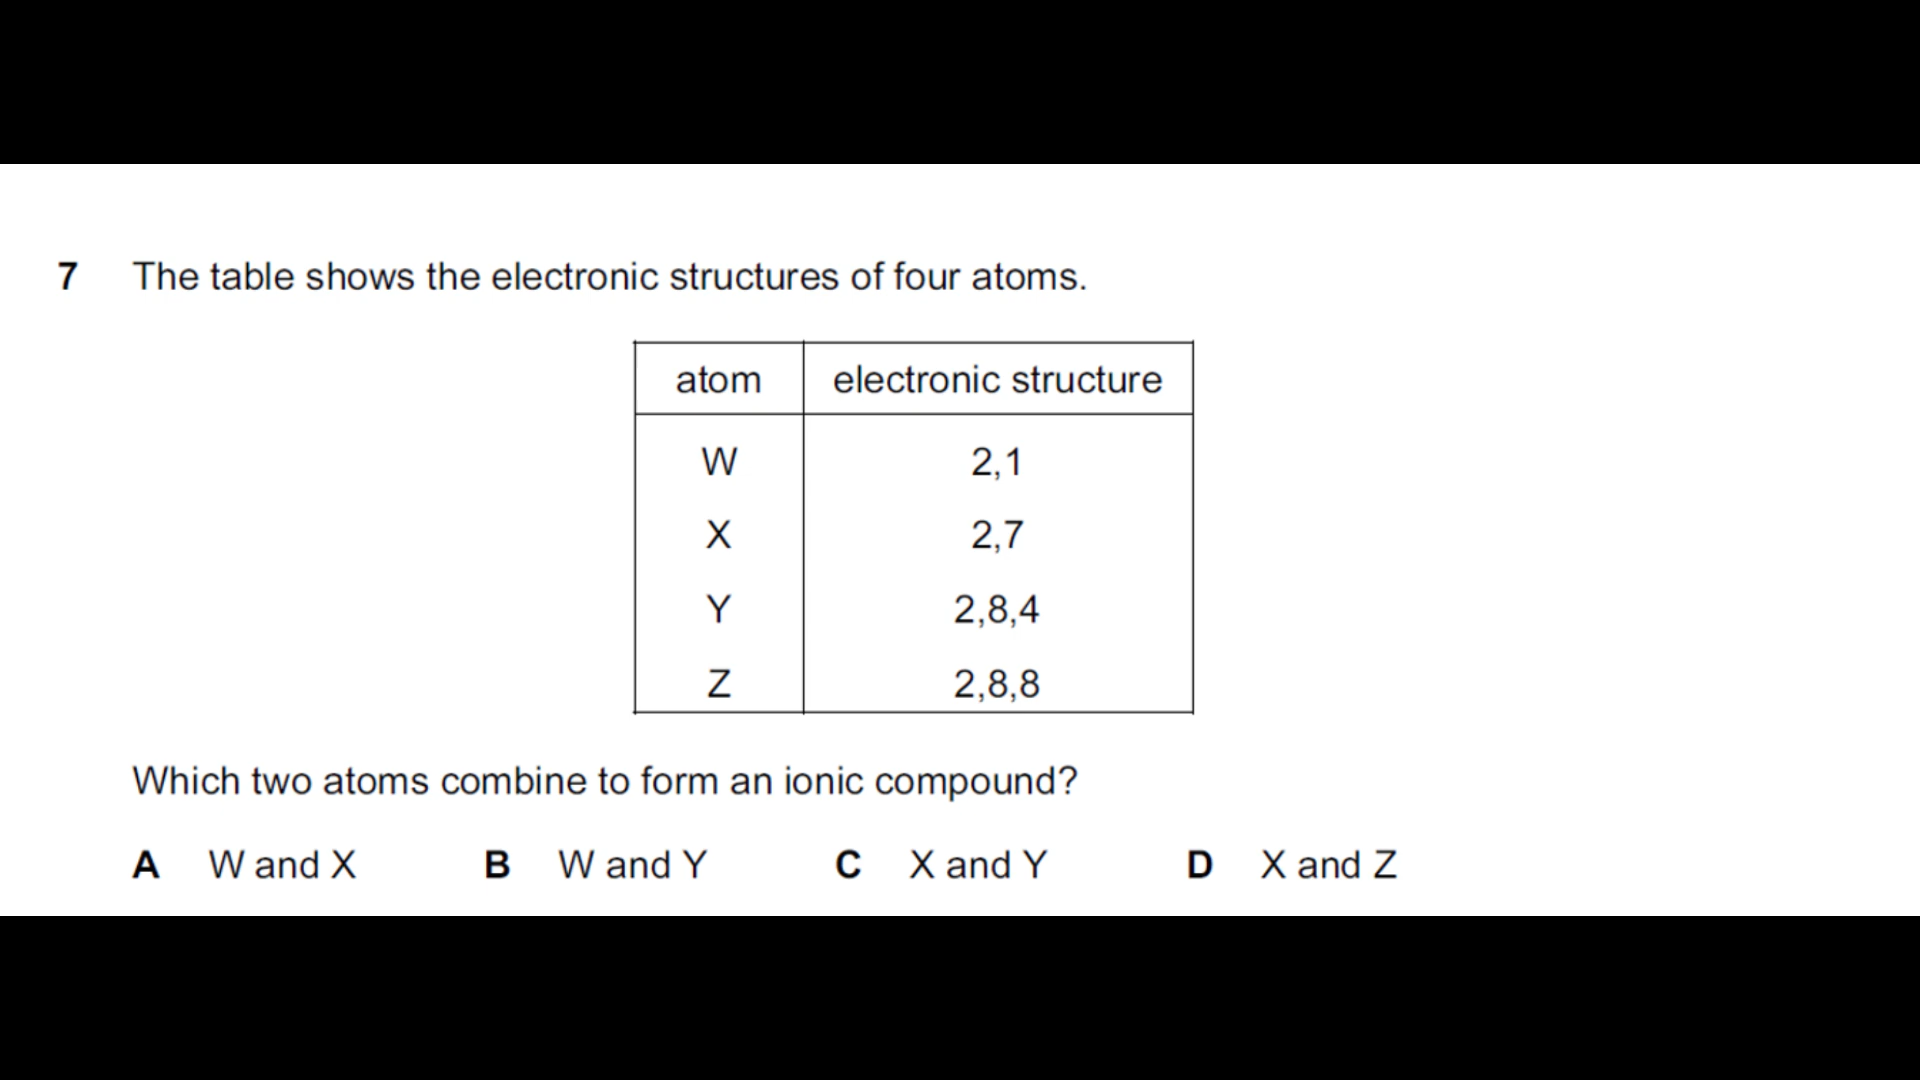 7 The table shows the electronic structures of four atoms.
atom electronic structure
W 2,1
X 2,7
Y 2,8,4
Z 2,8,8
Which two atoms combine to form an ionic compound?
A W and X B W and Y C X and Y D X and Z